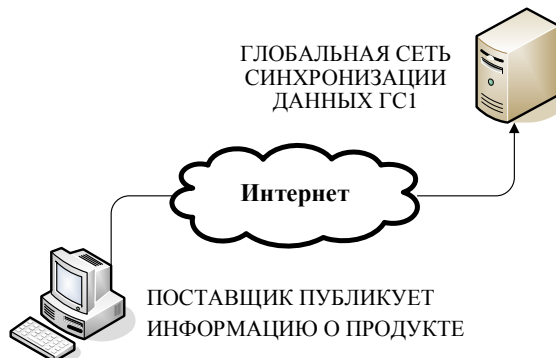 ГЛОБАЛЬНАЯ СЕТЬ
СИНХРОНИЗАЦИИ
ДАННЫХ ГС1
Интернет
ПОСТАВЩИК ПУБЛИКУЕТ
ИНФОРМАЦИЮ О ПРОДУКТЕ